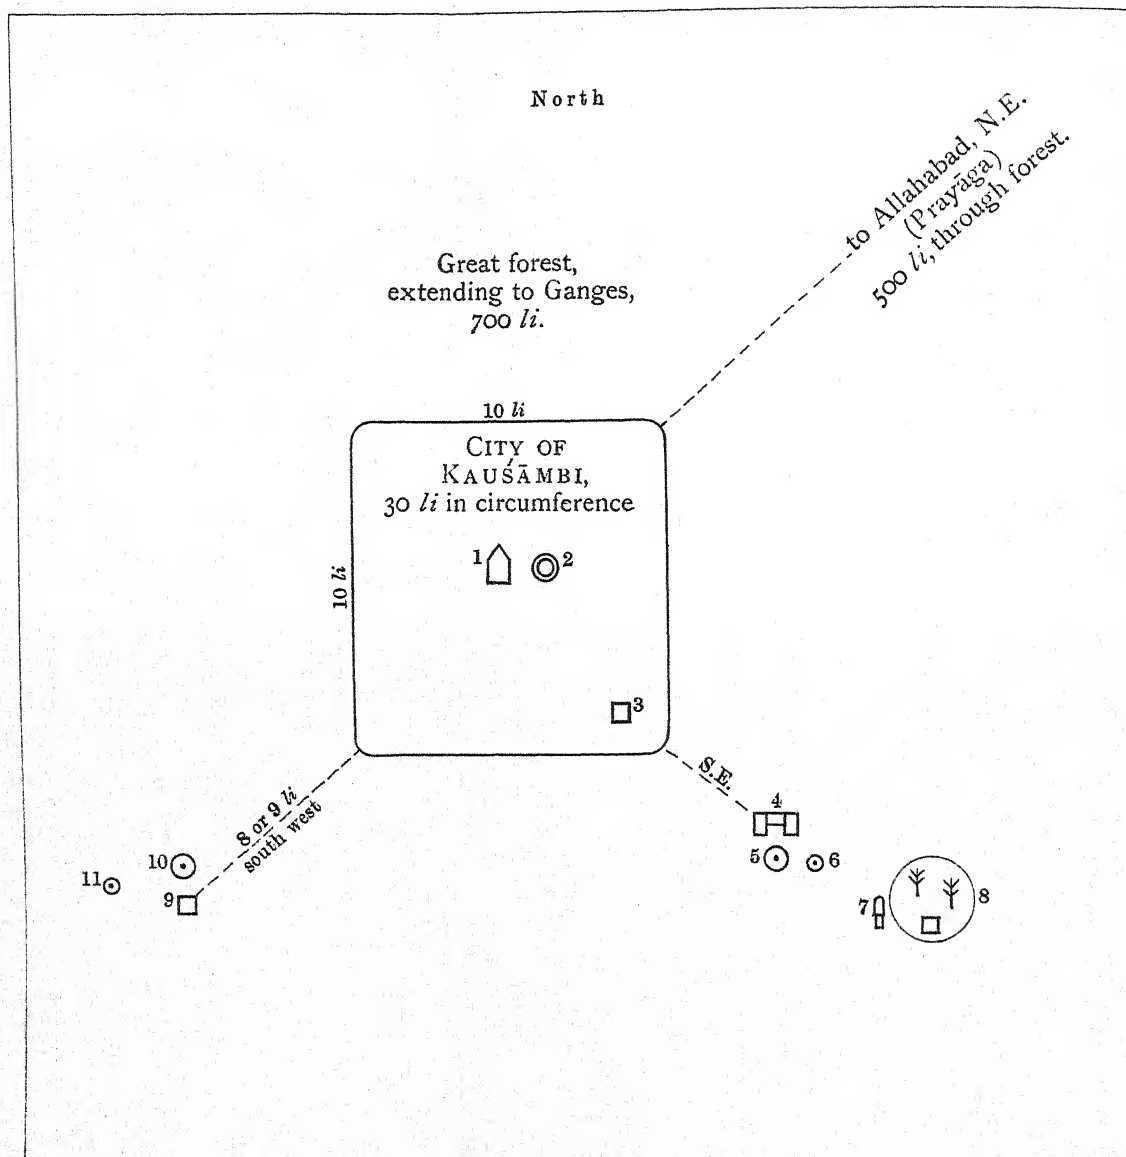 North
to Allahabad, N.E.
(Prayāga)
500 li, through forest.
Great forest,
extending to Ganges,
700 li.
10 li
CITY OF
KAUŚĀMBI,
30 li in circumference
1
2
10 li
3
S.E.
8 or 9 li
south west
4
5
6
7
8
10
11
9